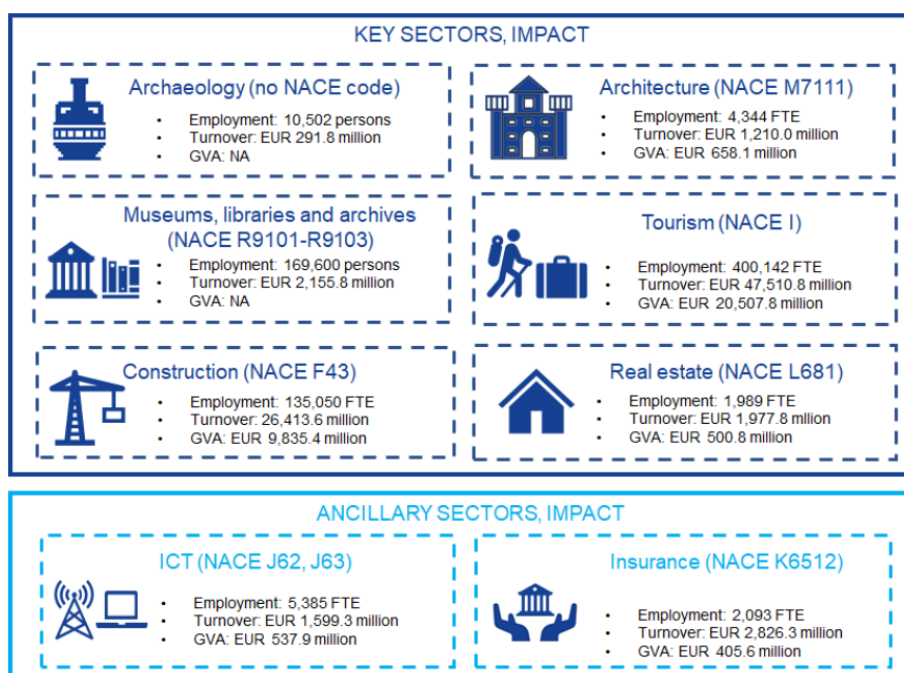 KEY SECTORS, IMPACT
Archaeology (no NACE code)
• Employment: 10,502 persons
• Turnover: EUR 291.8 million
• GVA: NA
Architecture (NACE M7111)
• Employment: 4,344 FTE
• Turnover: EUR 1,210.0 million
• GVA: EUR 658.1 million
Museums, libraries and archives
(NACE R9101-R9103)
• Employment: 169,600 persons
• Turnover: EUR 2,155.8 million
• GVA: NA
Tourism (NACE I)
• Employment: 400,142 FTE
• Turnover: EUR 47,510.8 million
• GVA: EUR 20,507.8 million
Construction (NACE F43)
• Employment: 135,050 FTE
• Turnover: 26,413.6 million
• GVA: EUR 9,835.4 million
Real estate (NACE L681)
• Employment: 1,989 FTE
• Turnover: EUR 1,977.8 mlion
• GVA: EUR 500.8 million
ANCILLARY SECTORS, IMPACT
ICT (NACE J62, J63)
• Employment: 5,385 FTE
• Turnover: EUR 1,599.3 million
• GVA: EUR 537.9 million
Insurance (NACE K6512)
• Employment: 2,093 FTE
• Turnover: EUR 2,826.3 million
• GVA: EUR 405.6 million